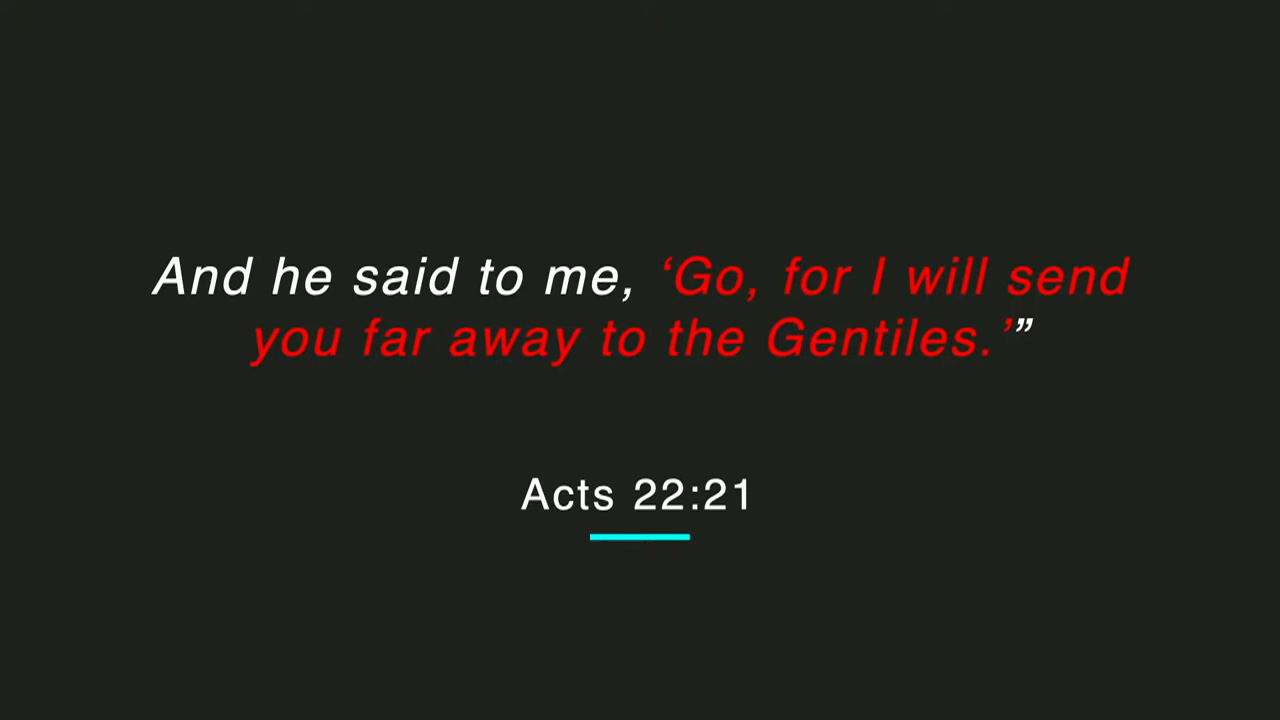 And he said to me, ‘Go, for I will send
you far away to the Gentiles.’”
Acts 22:21